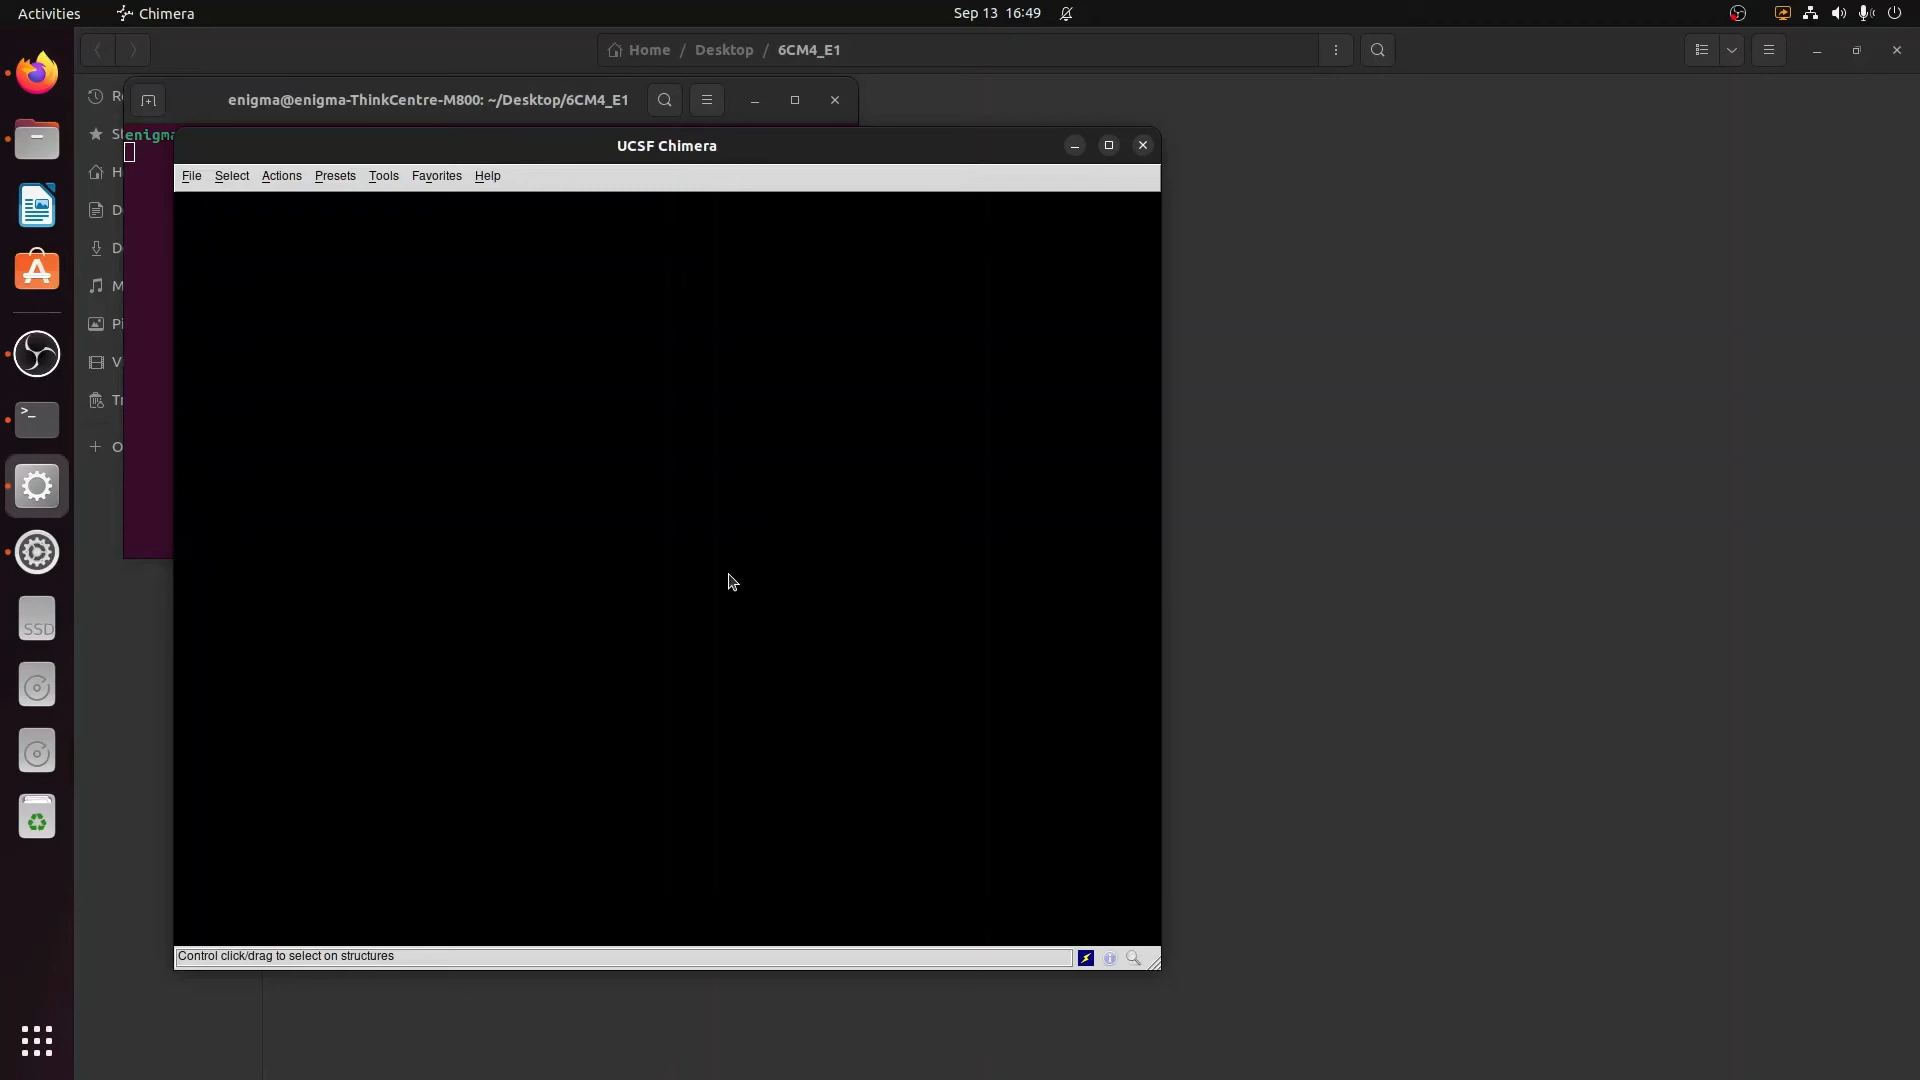 Activities Chimera Sep 13 16:49
Home / Desktop / 6CM4_E1
enigma@enigma-ThinkCentre-M800: ~/Desktop/6CM4_E1
enigma
UCSF Chimera
File Select Actions Presets Tools Favorites Help
SSD
Control click/drag to select on structures